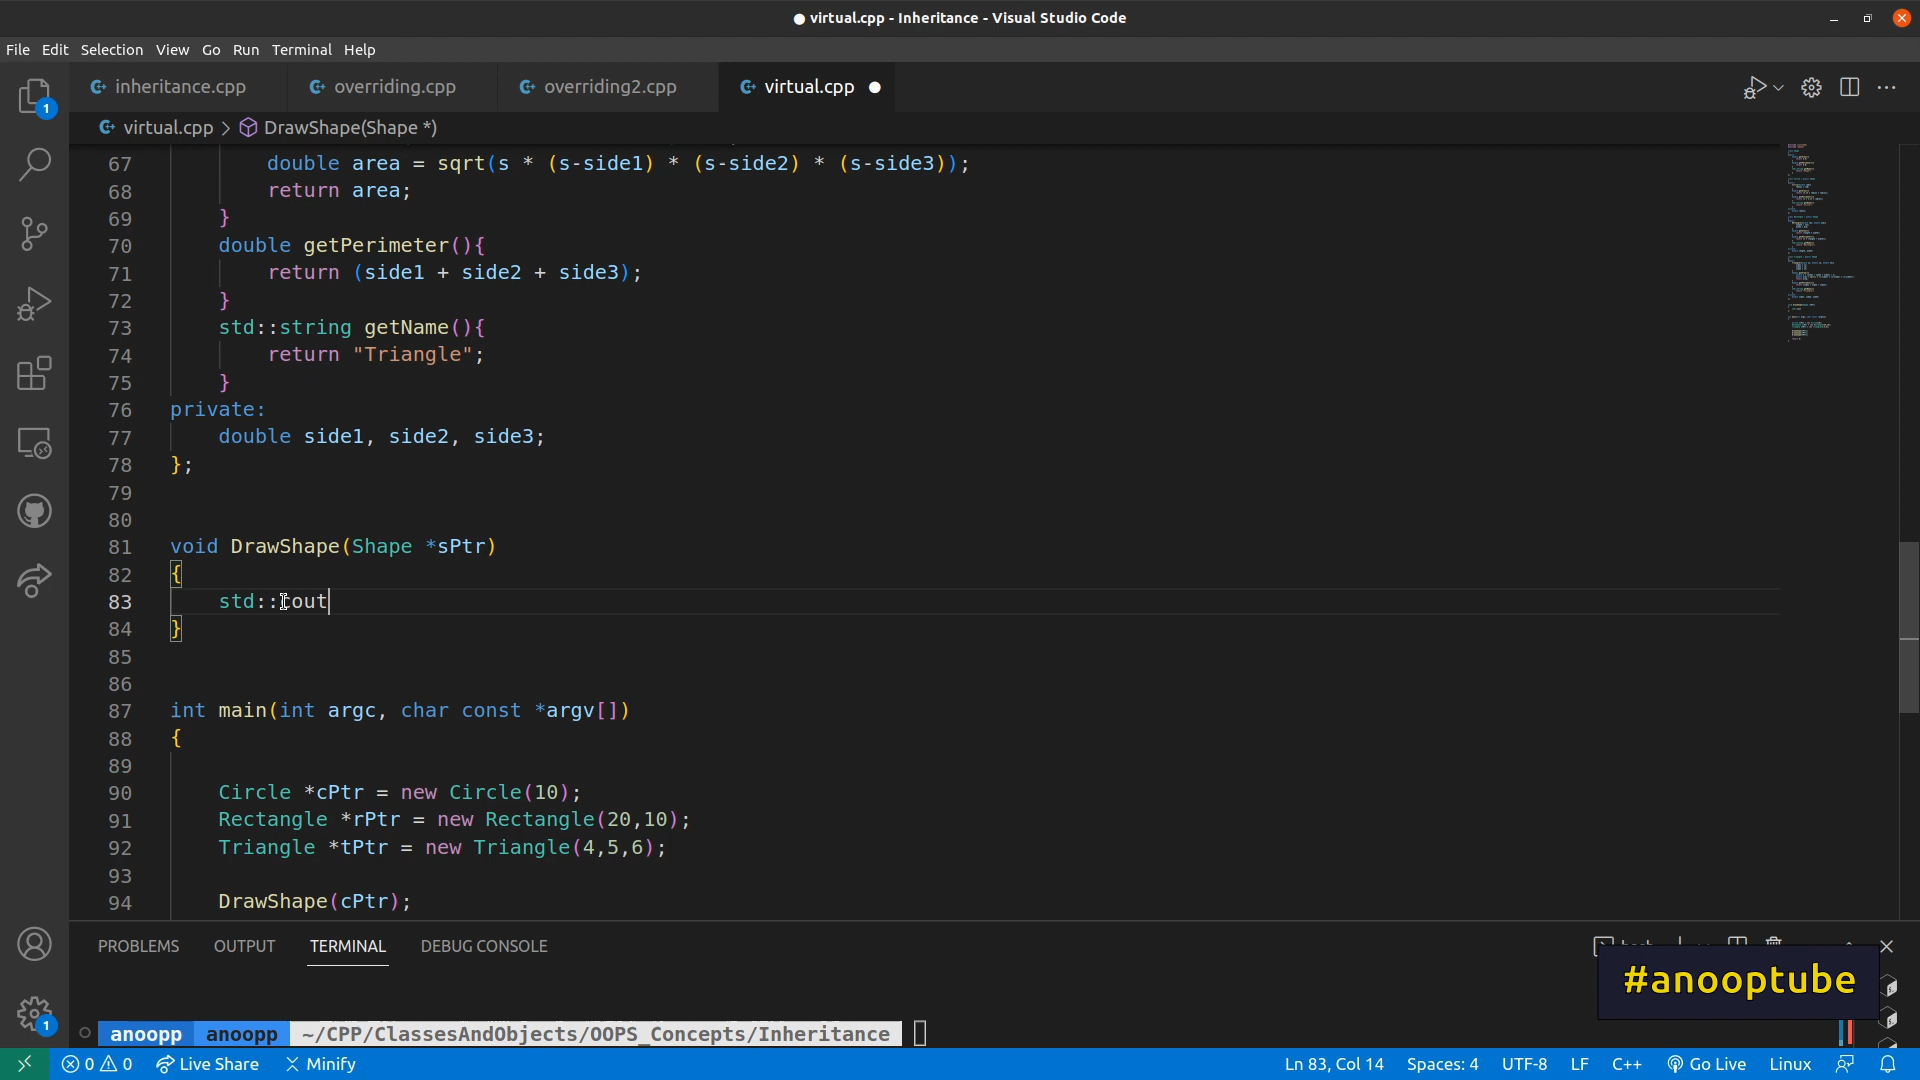 ● virtual.cpp - Inheritance - Visual Studio Code
File Edit Selection View Go Run Terminal Help
inheritance.cpp overriding.cpp overriding2.cpp virtual.cpp ●
virtual.cpp > DrawShape(Shape *)
67 double area = sqrt(s * (s-side1) * (s-side2) * (s-side3));
68 return area;
69 }
70 double getPerimeter(){
71 return (side1 + side2 + side3);
72 }
73 std::string getName(){
74 return "Triangle";
75 }
76 private:
77 double side1, side2, side3;
78 };
79
80
81 void DrawShape(Shape *sPtr)
82 {
83 std::cout
84 }
85
86
87 int main(int argc, char const *argv[])
88 {
89
90 Circle *cPtr = new Circle(10);
91 Rectangle *rPtr = new Rectangle(20,10);
92 Triangle *tPtr = new Triangle(4,5,6);
93
94 DrawShape(cPtr);
PROBLEMS OUTPUT TERMINAL DEBUG CONSOLE
#anooptube
anoopp anoopp ~/CPP/ClassesAndObjects/OOPS_Concepts/Inheritance
0 0 Live Share Minify Ln 83, Col 14 Spaces: 4 UTF-8 LF C++ Go Live Linux
1
1